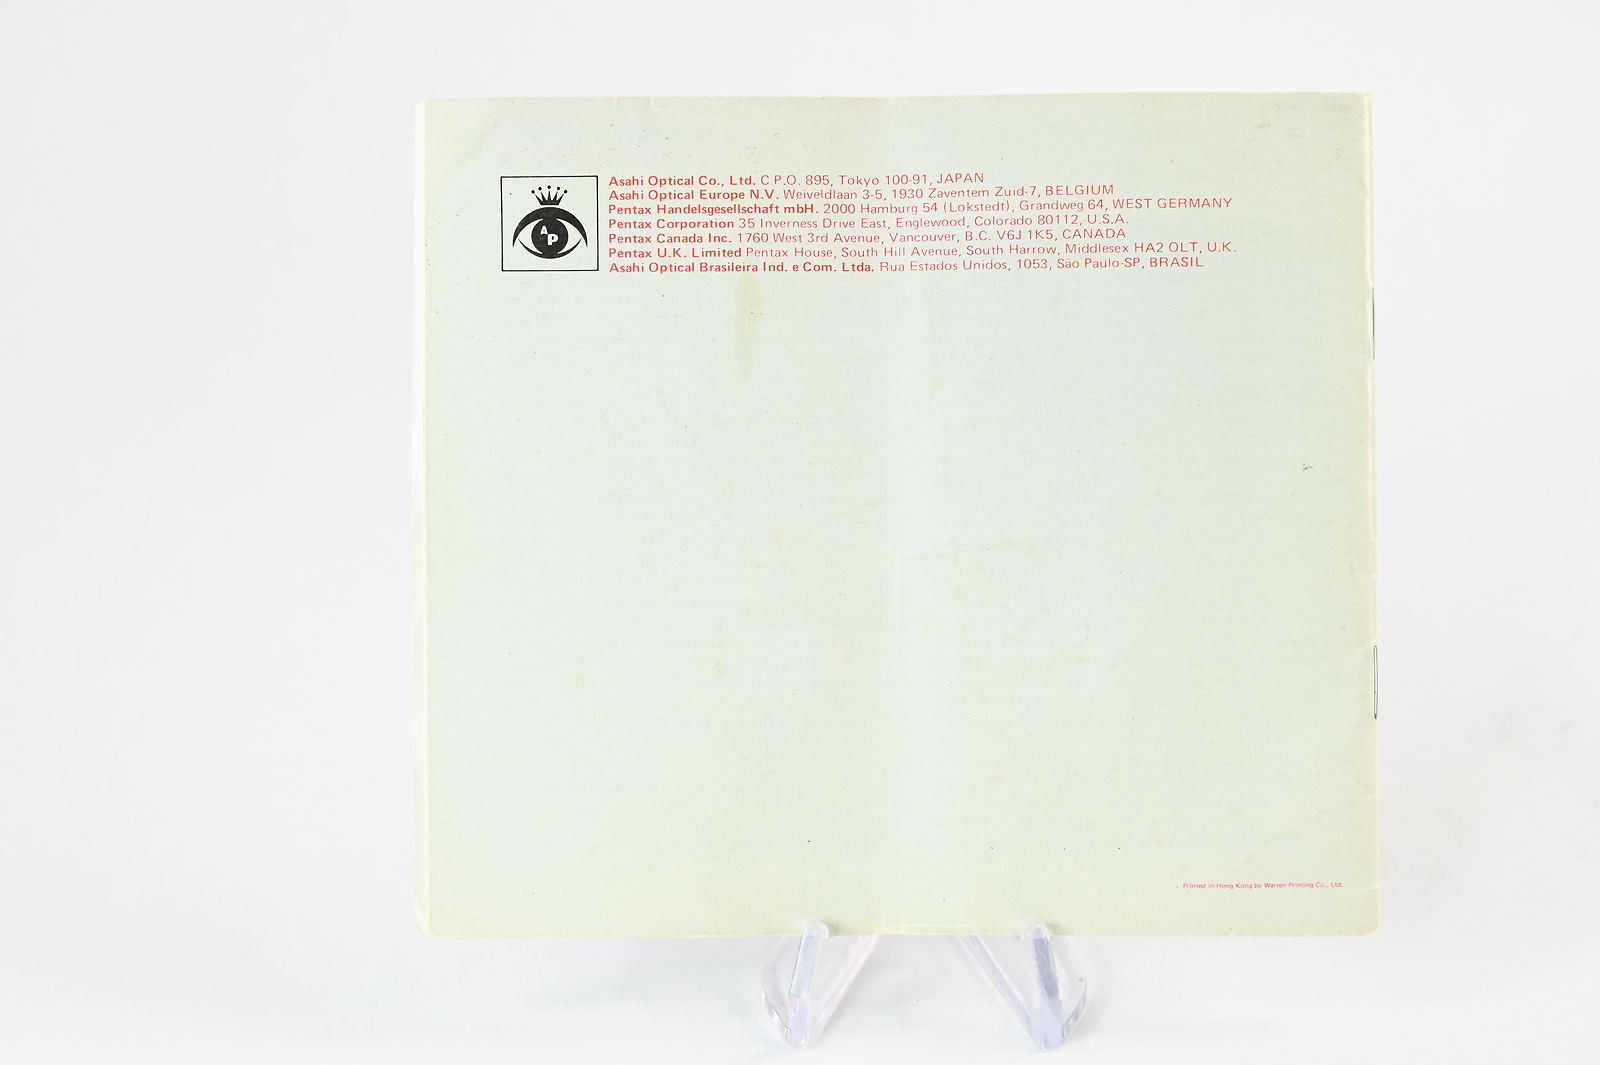 Asahi Optical Co., Ltd. C.P.O. 895, Tokyo 100-91, JAPAN
Asahi Optical Europe N.V. Weiveldlaan 3-5, 1930 Zaventem Zuid-7, BELGIUM
Pentax Handelsgesellschaft mbH. 2000 Hamburg 54 (Lokstedt), Grandweg 64, WEST GERMANY
Pentax Corporation 35 Inverness Drive East, Englewood, Colorado 80112, U.S.A.
Pentax Canada Inc. 1760 West 3rd Avenue, Vancouver, B.C. V6J 1K5, CANADA
Pentax U.K. Limited Pentax House, South Hill Avenue, South Harrow, Middlesex HA2 OLT, U.K.
Asahi Optical Brasileira Ind. e Com. Ltda. Rua Estados Unidos, 1053, São Paulo-SP, BRASIL
AP
Printed in Hong Kong by Warren Printing Co., Ltd.